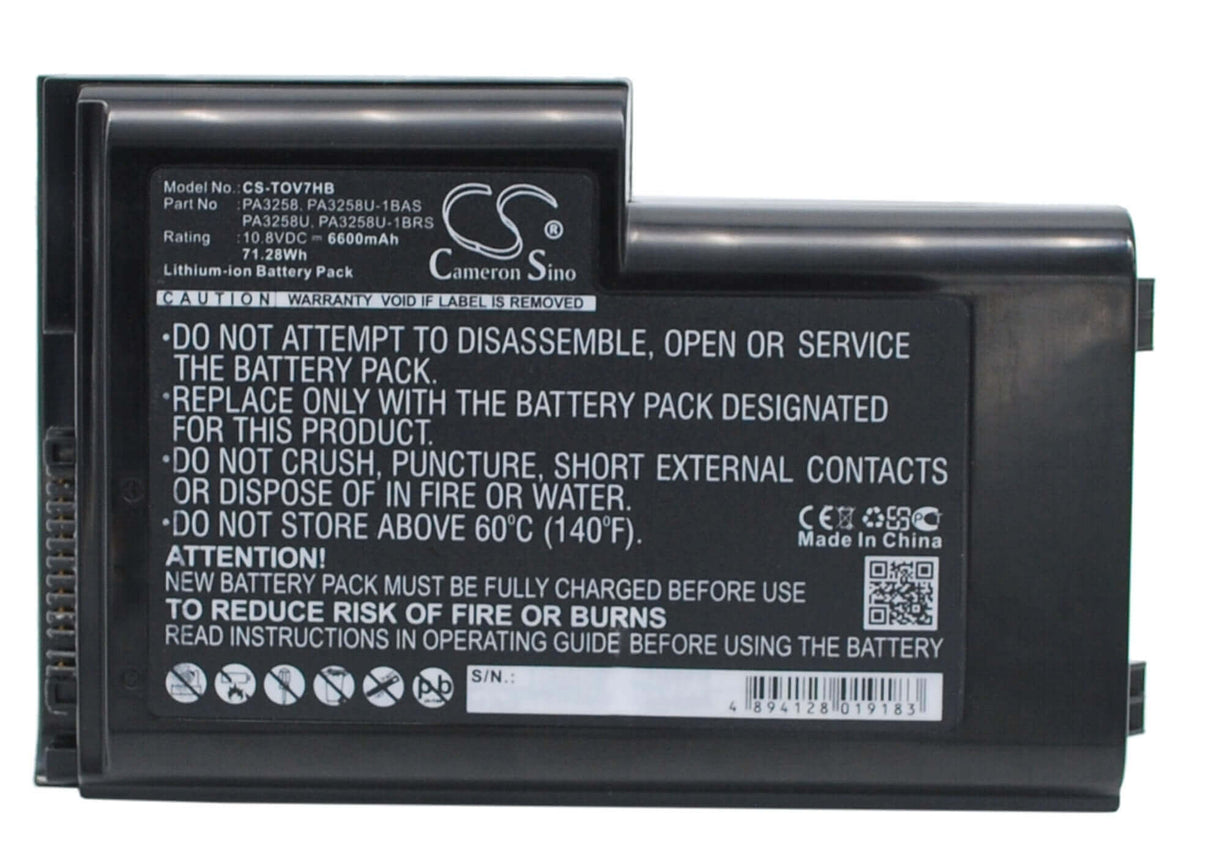 Model No.: CS-TOV7HB
Part No : PA3258, PA3258U-1BAS
PA3258U, PA3258U-1BRS
Rating : 10.8VDC ⎓ 6600mAh
71.28Wh
Lithium-ion Battery Pack
CS®
Cameron Sino
CAUTION WARRANTY VOID IF LABEL IS REMOVED
•DO NOT ATTEMPT TO DISASSEMBLE, OPEN OR SERVICE
THE BATTERY PACK.
•REPLACE ONLY WITH THE BATTERY PACK DESIGNATED
FOR THIS PRODUCT.
•DO NOT CRUSH, PUNCTURE, SHORT EXTERNAL CONTACTS
OR DISPOSE OF IN FIRE OR WATER.
•DO NOT STORE ABOVE 60°C (140°F).
CE
Made In China
ATTENTION!
NEW BATTERY PACK MUST BE FULLY CHARGED BEFORE USE
TO REDUCE RISK OF FIRE OR BURNS
READ INSTRUCTIONS IN OPERATING GUIDE BEFORE USING THE BATTERY
pb
S/N.:
4 894128 019183